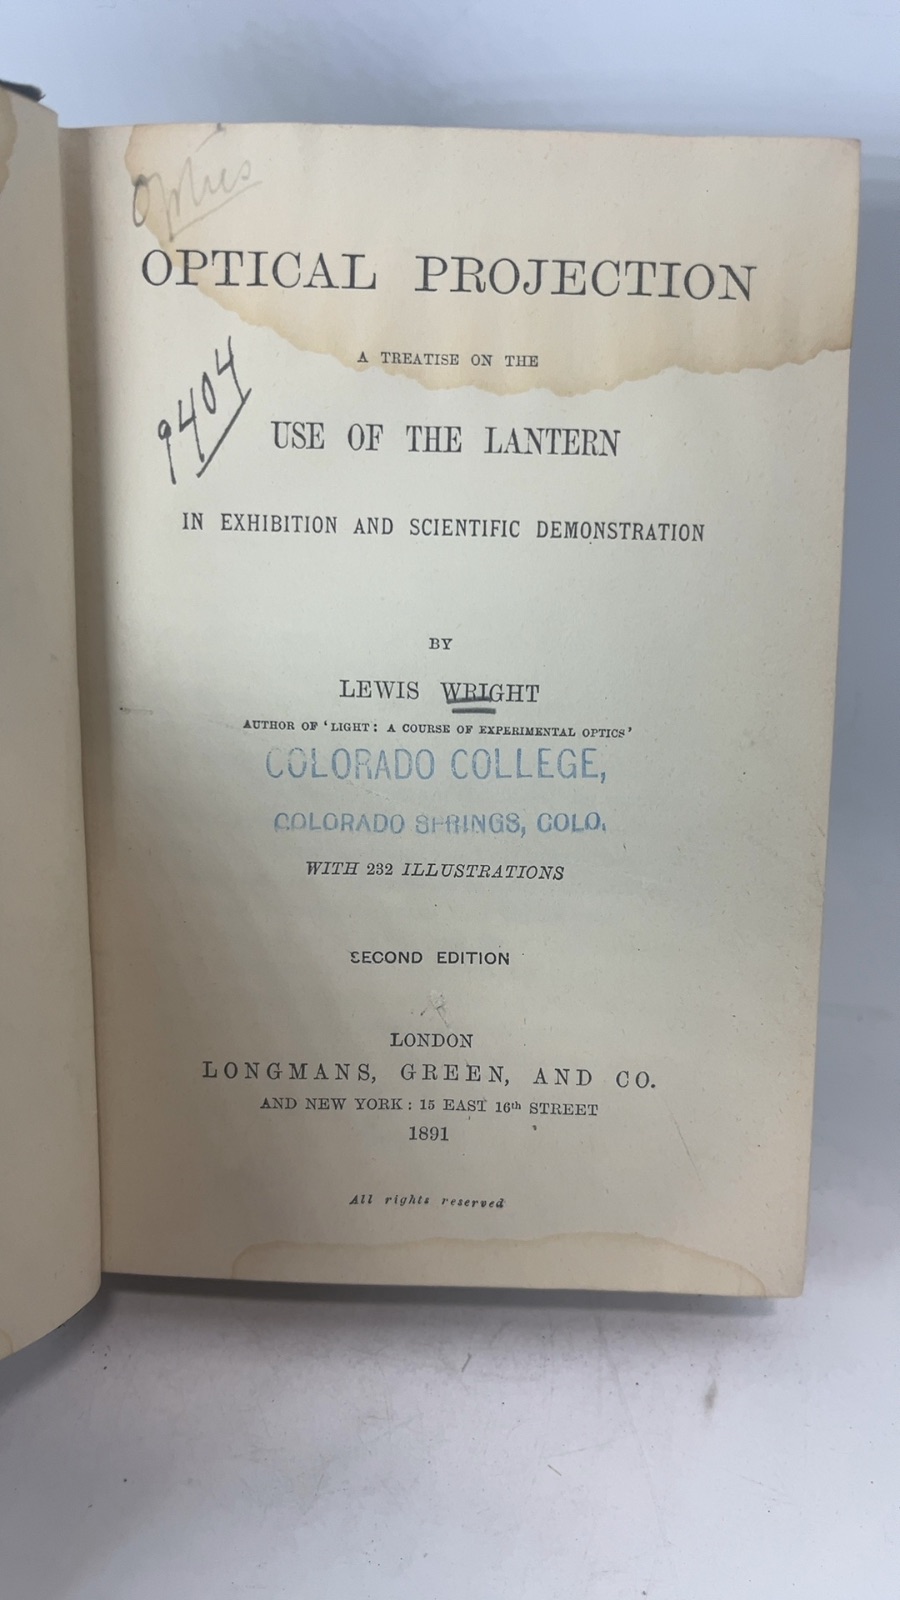 Optics
OPTICAL PROJECTION
A TREATISE ON THE
9404
USE OF THE LANTERN
IN EXHIBITION AND SCIENTIFIC DEMONSTRATION
BY
LEWIS WRIGHT
AUTHOR OF 'LIGHT: A COURSE OF EXPERIMENTAL OPTICS'
COLORADO COLLEGE,
COLORADO SPRINGS, COLO.
WITH 232 ILLUSTRATIONS
SECOND EDITION
LONDON
LONGMANS, GREEN, AND CO.
AND NEW YORK: 15 EAST 16th STREET
1891
All rights reserved